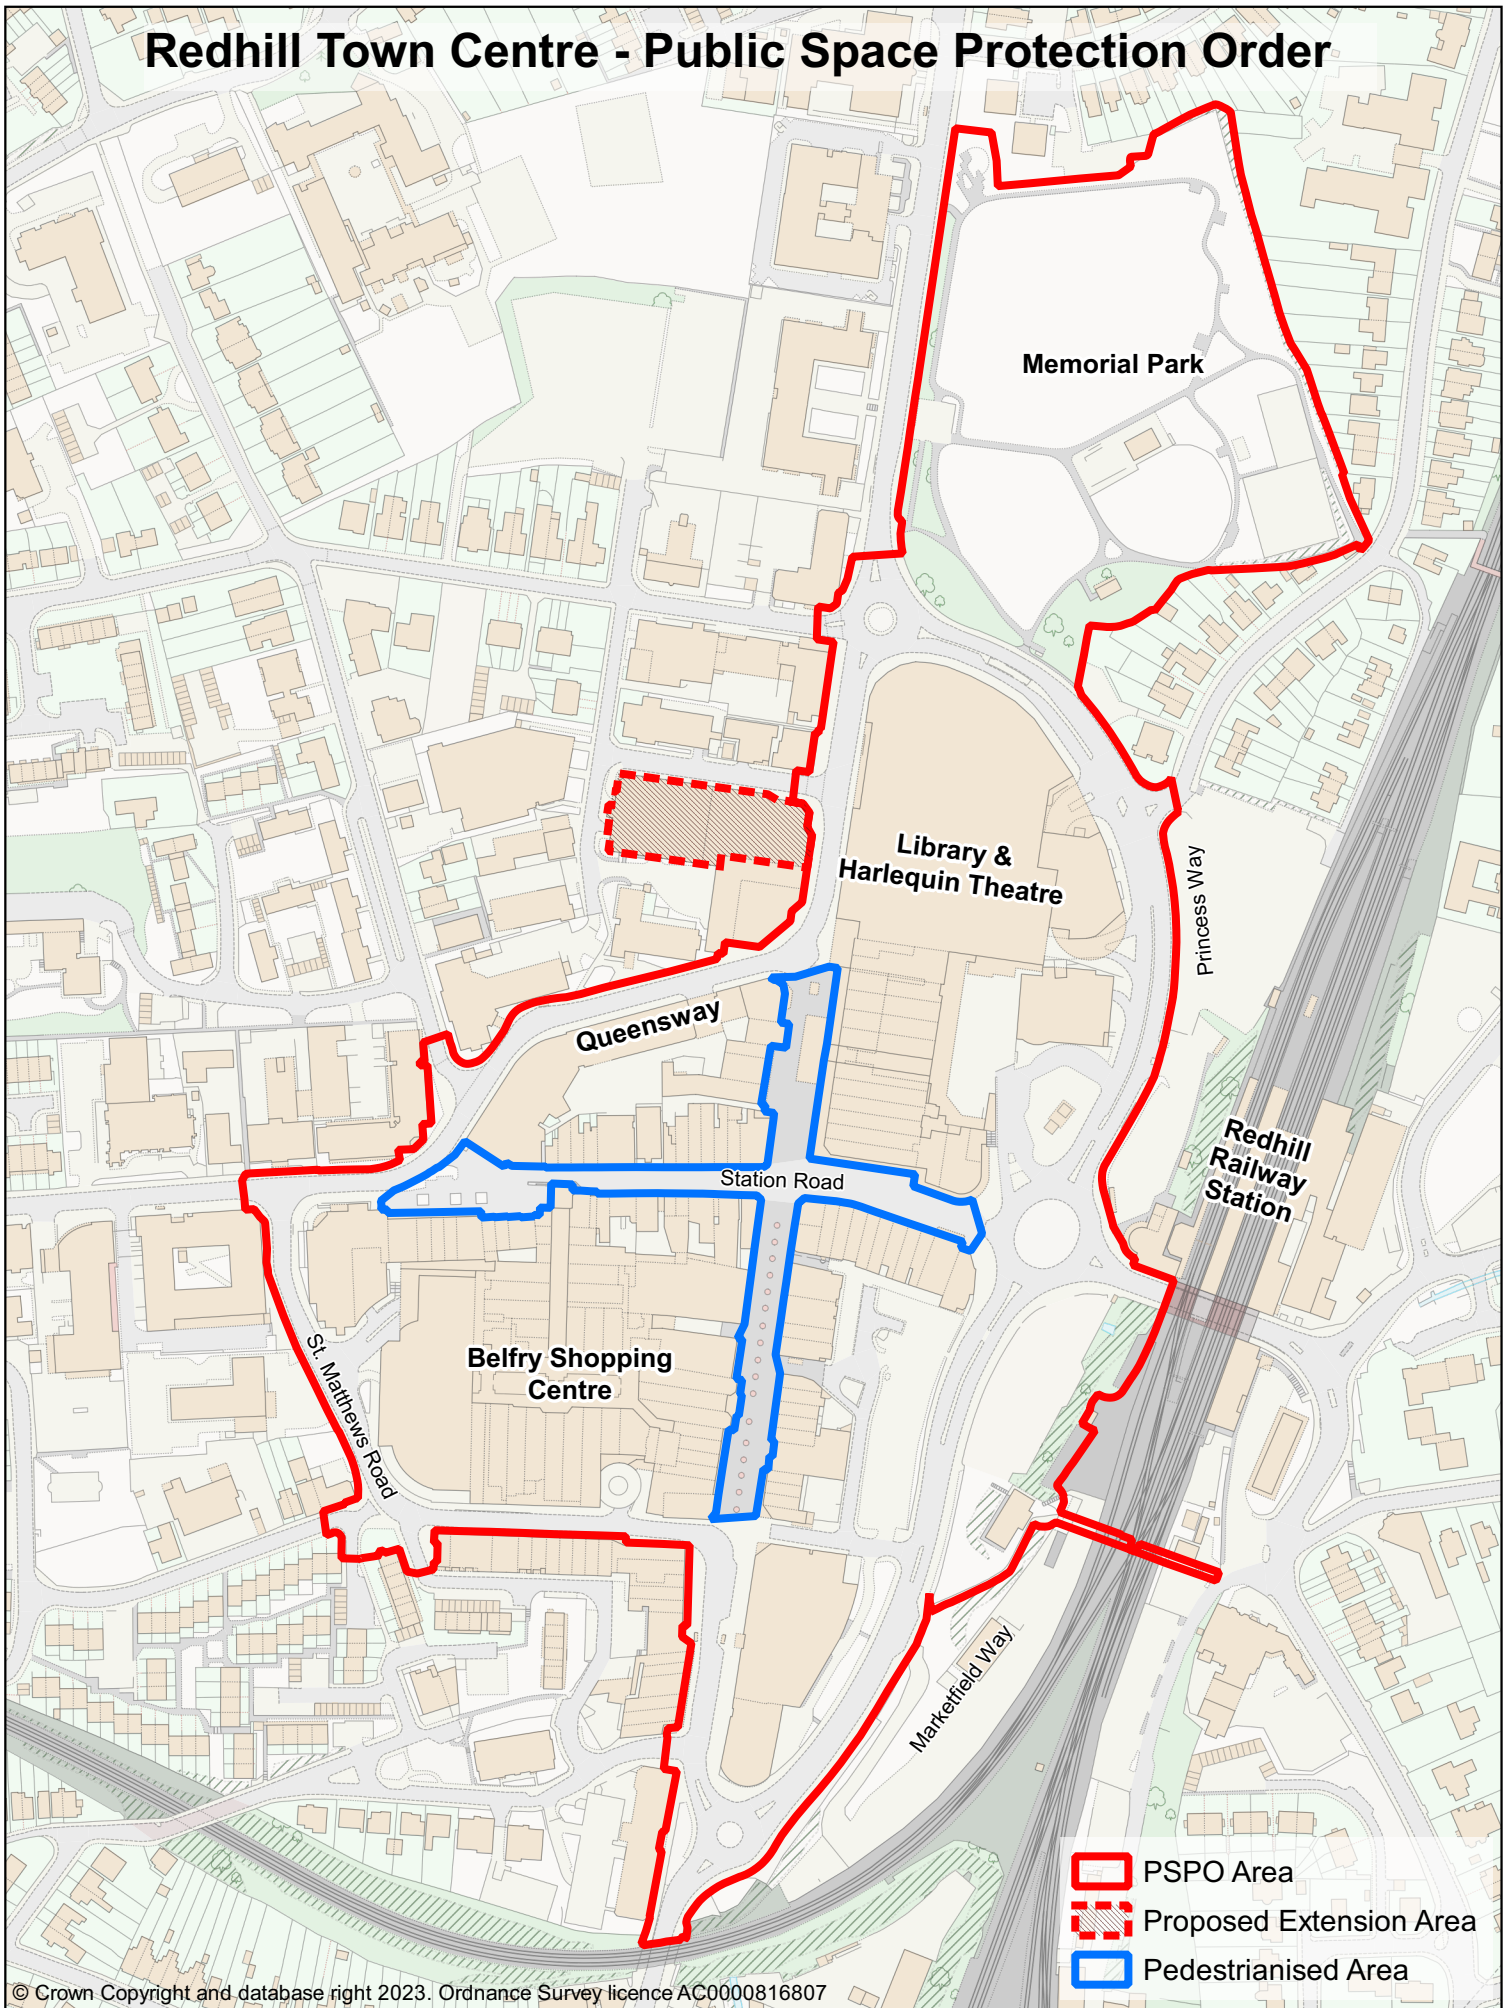 Redhill Town Centre - Public Space Protection Order
Memorial Park
Library &
Harlequin Theatre
Princess Way
Queensway
Redhill
Railway
Station
Station Road
St. Matthews Road
Belfry Shopping
Centre
Marketfield Way
PSPO Area
Proposed Extension Area
Pedestrianised Area
© Crown Copyright and database right 2023. Ordnance Survey licence AC0000816807